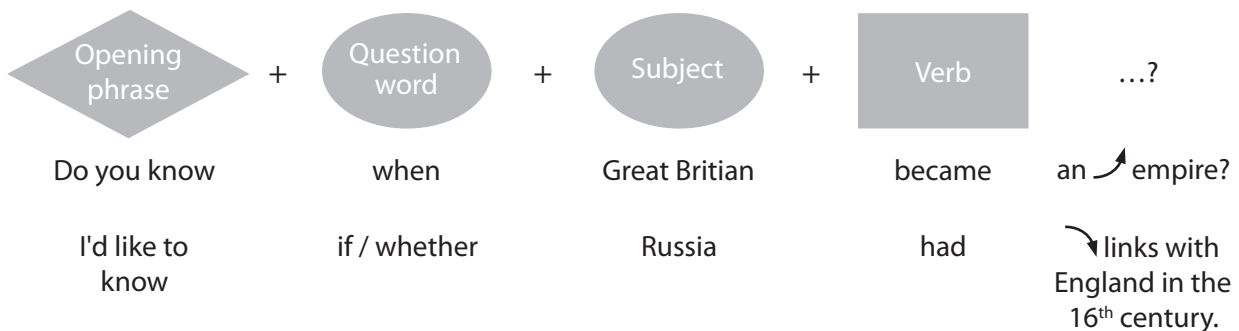 Opening phrase + Question word + Subject + Verb …?
Do you know when Great Britian became an empire?
I'd like to know if / whether Russia had links with England in the 16th century.